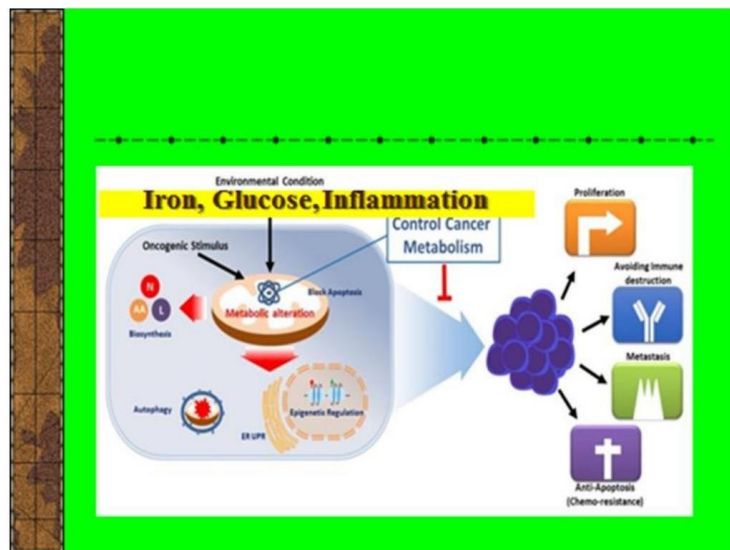 Environmental Condition
Iron, Glucose, Inflammation
Control Cancer
Metabolism
Oncogenic Stimulus
Block Apoptosis
Metabolic alteration
N
AA
L
Biosynthesis
Autophagy
ER UPR
Epigenetic Regulation
Proliferation
Avoiding Immune
destruction
Metastasis
Anti-Apoptosis
(Chemo-resistance)